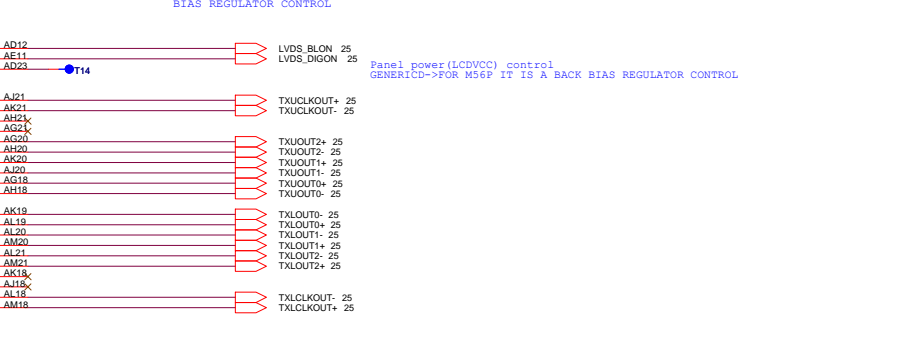 BIAS REGULATOR CONTROL
AD12 LVDS_BLON 25
AE11 LVDS_DIGON 25
AD23 T14
Panel power(LCDVCC) control
GENERICD->FOR M56P IT IS A BACK BIAS REGULATOR CONTROL
AJ21 TXUCLKOUT+ 25
AK21 TXUCLKOUT- 25
AH21
AG21
AG20 TXUOUT2+ 25
AH20 TXUOUT2- 25
AK20 TXUOUT1+ 25
AJ20 TXUOUT1- 25
AG18 TXUOUT0+ 25
AH18 TXUOUT0- 25
AK19 TXLOUT0- 25
AL19 TXLOUT0+ 25
AL20 TXLOUT1- 25
AM20 TXLOUT1+ 25
AL21 TXLOUT2- 25
AM21 TXLOUT2+ 25
AK18
AJ18
AL18 TXLCLKOUT- 25
AM18 TXLCLKOUT+ 25